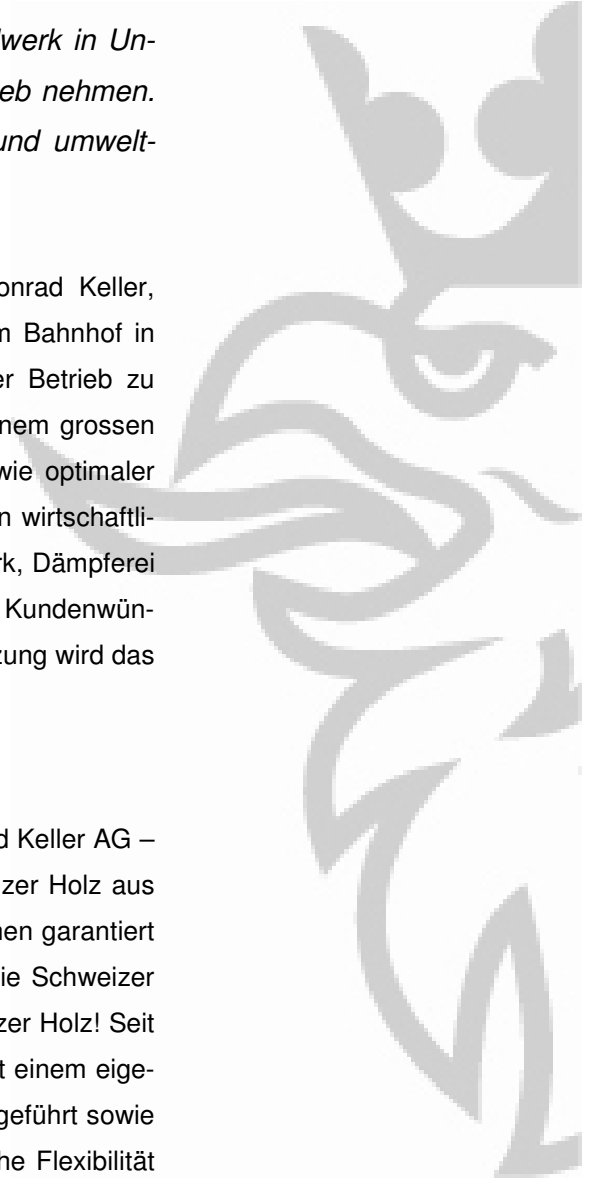 lwerk in Un-
eb nehmen.
und umwelt-
onrad Keller,
m Bahnhof in
er Betrieb zu
nem grossen
wie optimaler
n wirtschaftli-
rk, Dämpferei
Kundenwün-
zung wird das
d Keller AG –
zer Holz aus
nen garantiert
ie Schweizer
zer Holz! Seit
t einem eige-
geführt sowie
he Flexibilität